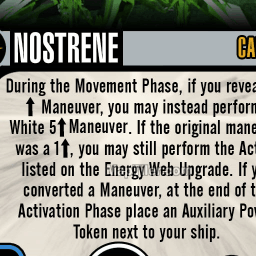 NOSTRENE CA
During the Movement Phase, if you revea
⬆ Maneuver, you may instead perform
White 5⬆ Maneuver. If the original mane
was a 1⬆, you may still perform the Act
listed on the Energy Web Upgrade. If y
converted a Maneuver, at the end of t
Activation Phase place an Auxiliary Po
Token next to your ship.